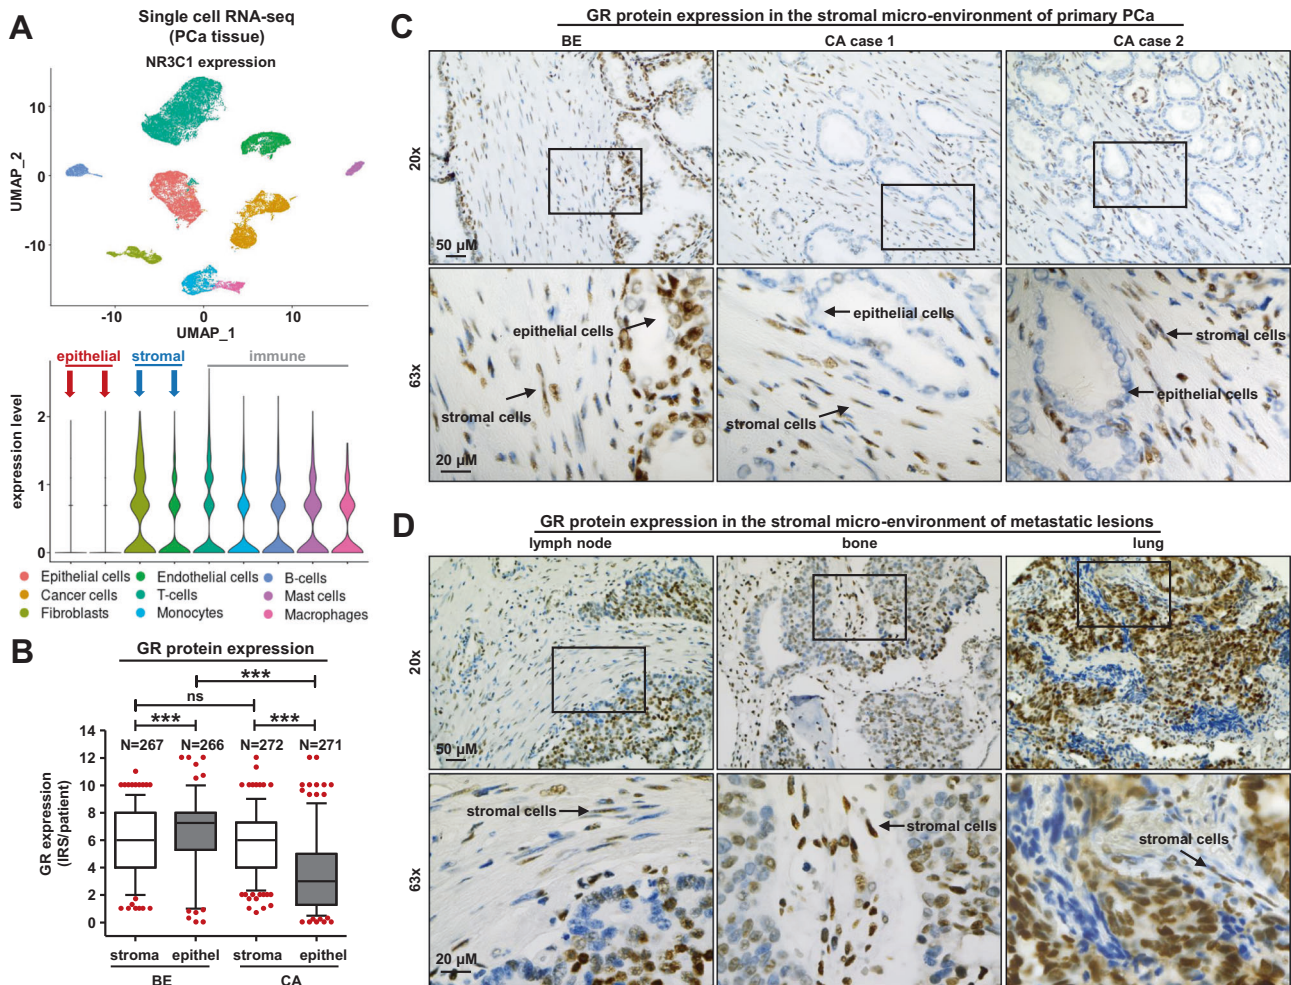 A
Single cell RNA-seq
(PCa tissue)
NR3C1 expression
10
0
-10
UMAP_2
-10
0
10
UMAP_1
epithelial
stromal
immune
expression level
2
1
0
Epithelial cells
Endothelial cells
B-cells
Cancer cells
T-cells
Mast cells
Fibroblasts
Monocytes
Macrophages
B
GR protein expression
***
ns
***
***
N=267
N=266
N=272
N=271
GR expression
(IRS/patient)
14
12
10
8
6
4
2
0
stroma
epithel
stroma
epithel
BE
CA
C
GR protein expression in the stromal micro-environment of primary PCa
BE
CA case 1
CA case 2
20x
50 µM
63x
epithelial cells
stromal cells
20 µM
epithelial cells
stromal cells
stromal cells
epithelial cells
D
GR protein expression in the stromal micro-environment of metastatic lesions
lymph node
bone
lung
20x
50 µM
63x
stromal cells
20 µM
stromal cells
stromal cells